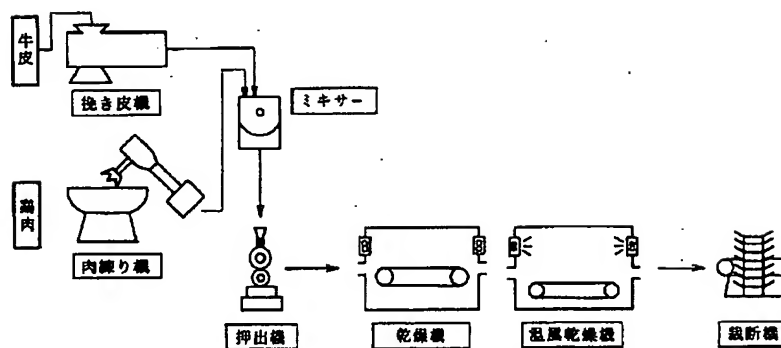 牛皮
挽き皮機
ミキサー
鶏肉
肉練り機
押出機
乾燥機
温風乾燥機
裁断機